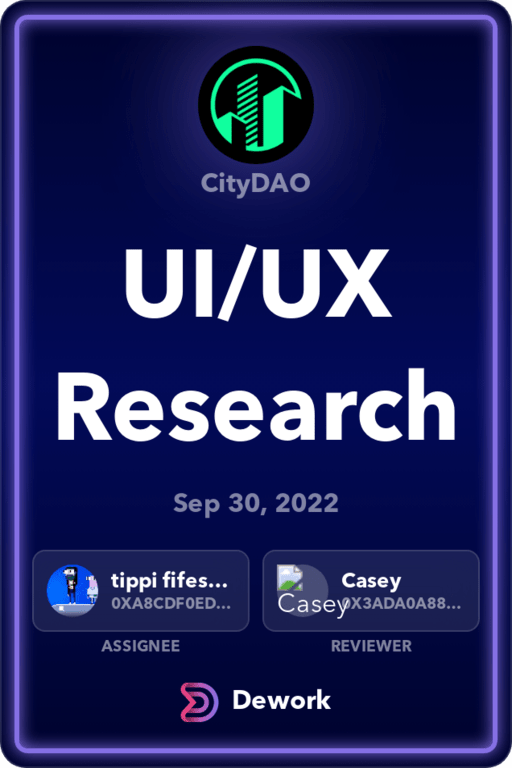 CityDAO
UI/UX
Research
Sep 30, 2022
tippi fifes...
0XA8CDF0ED...
Casey
Casey
0X3ADA0A88...
ASSIGNEE
REVIEWER
Dework